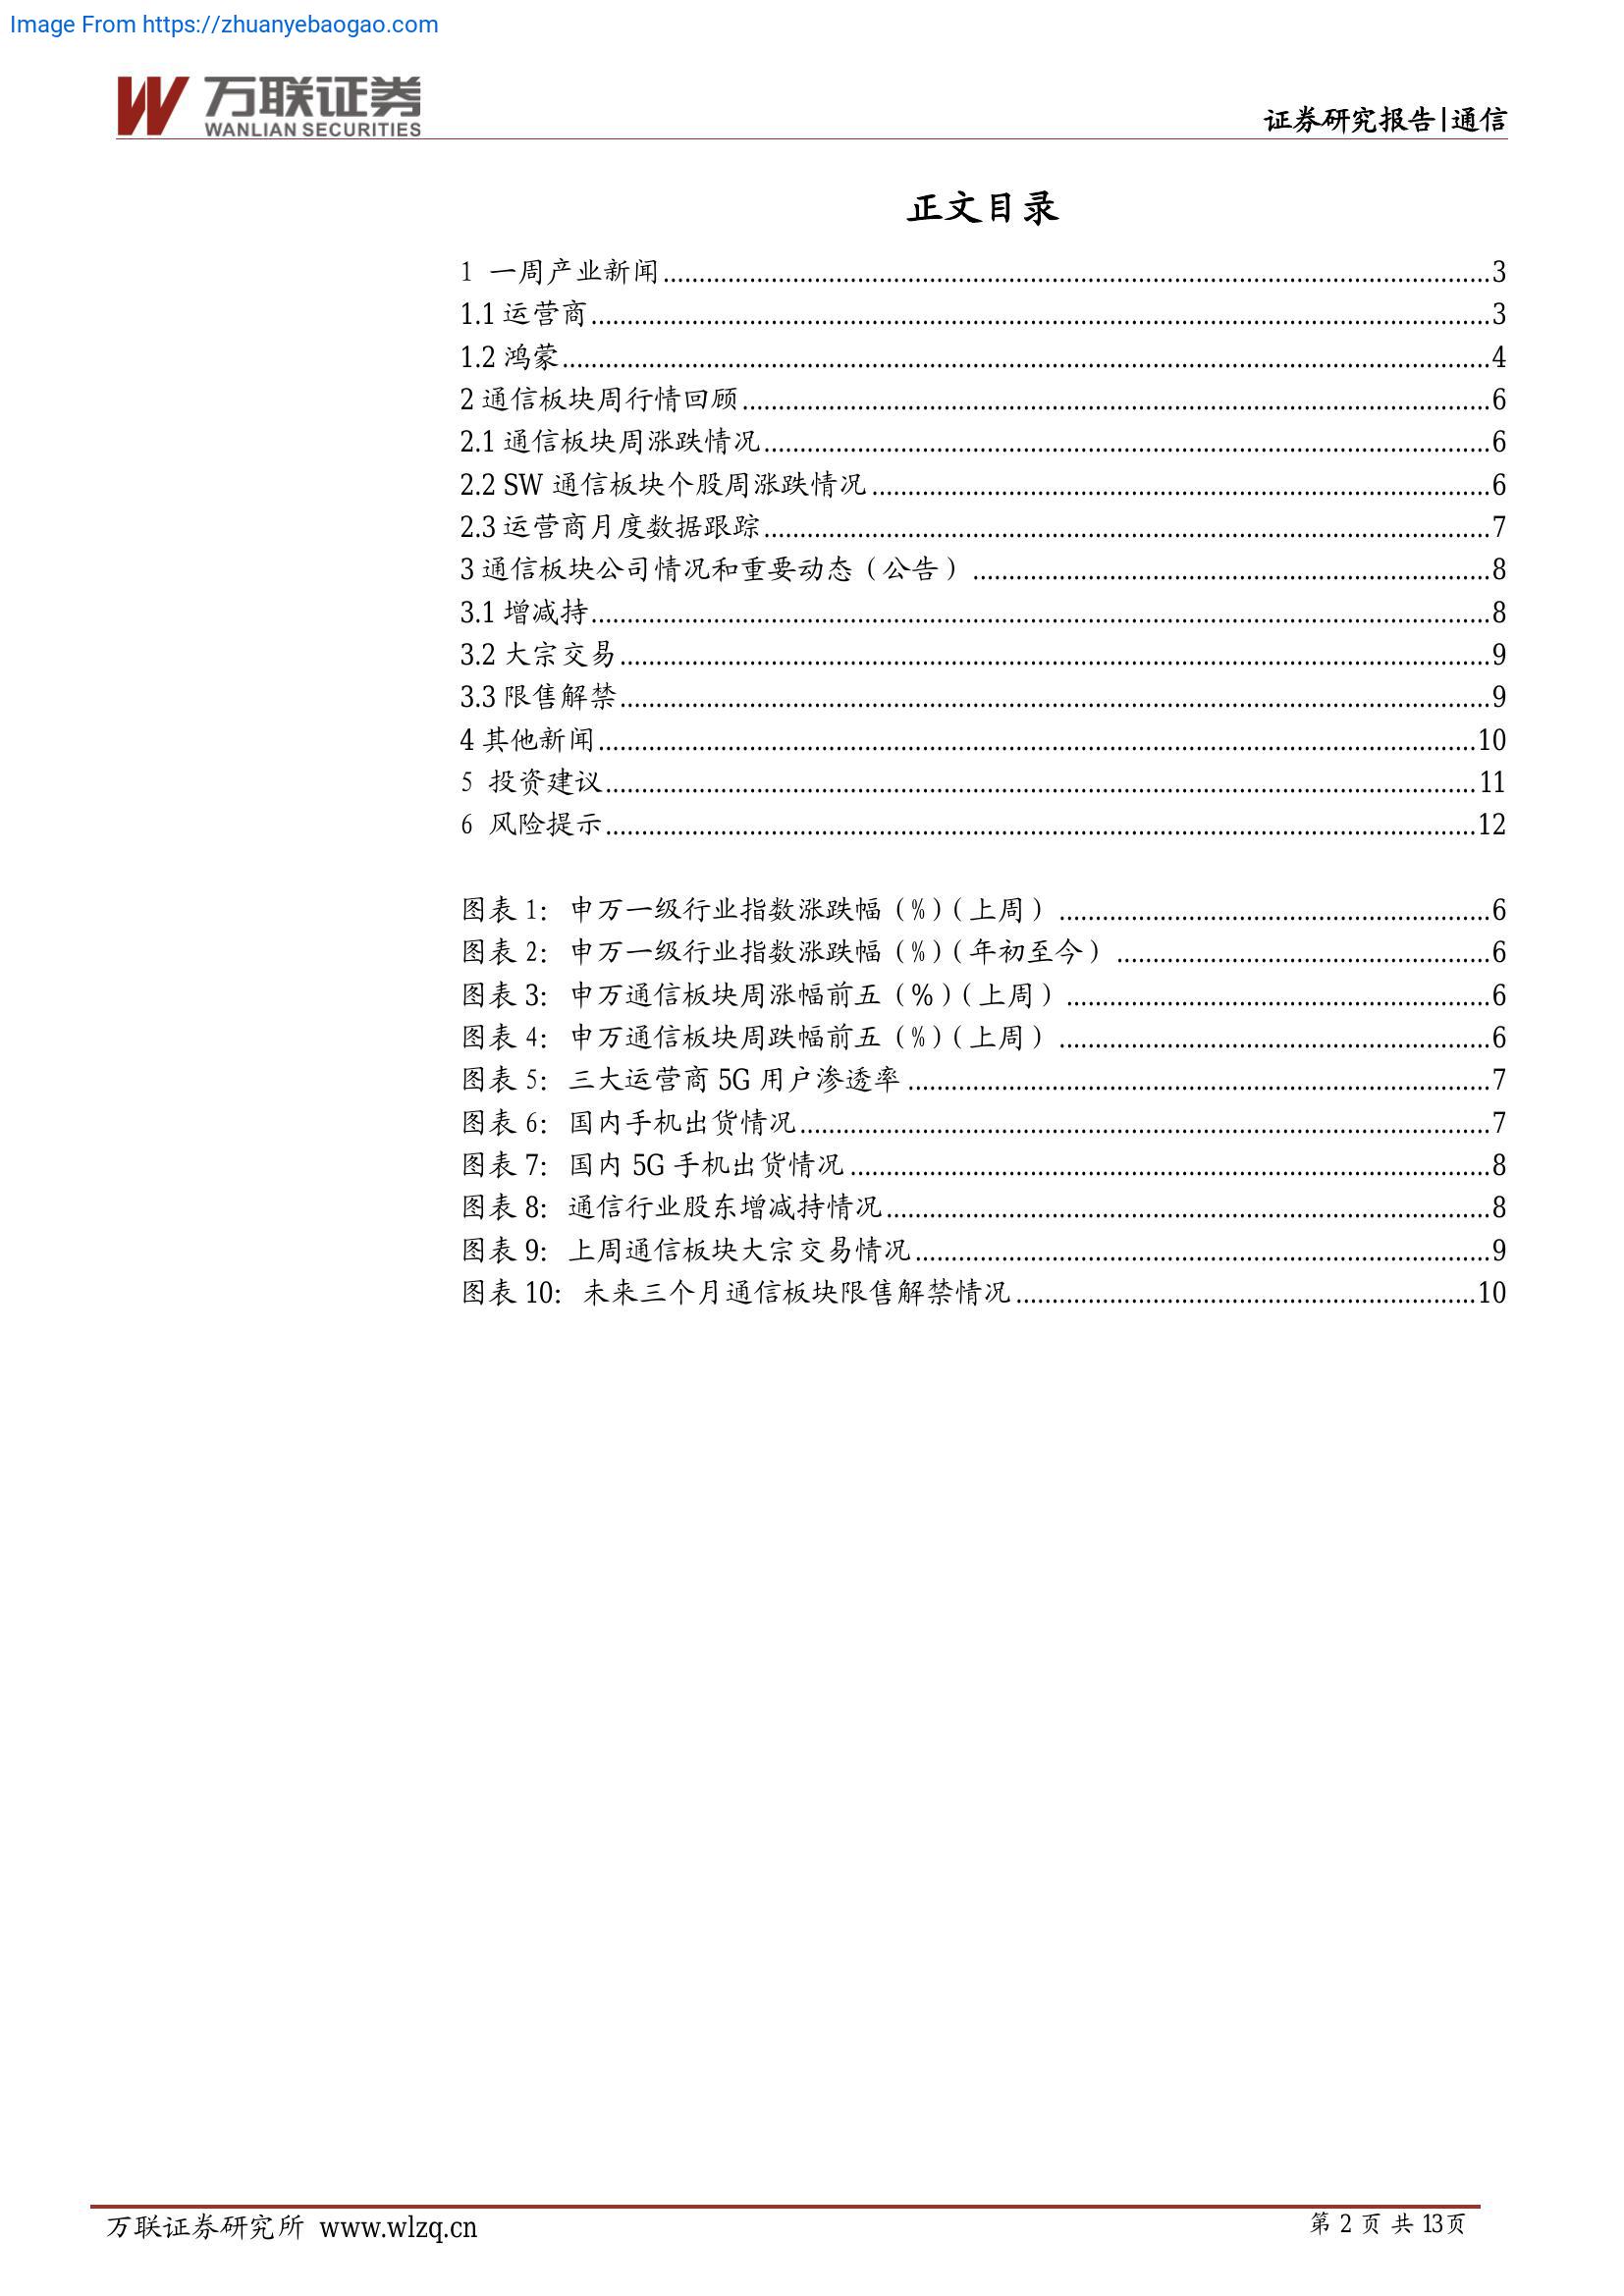 Image From https://zhuanyebaogao.com
万联证券
WANLIAN SECURITIES
证券研究报告|通信
正文目录
1 一周产业新闻........3
1.1 运营商........3
1.2 鸿蒙........4
2 通信板块周行情回顾........6
2.1 通信板块周涨跌情况........6
2.2 SW 通信板块个股周涨跌情况........6
2.3 运营商月度数据跟踪........7
3 通信板块公司情况和重要动态（公告）........8
3.1 增减持........8
3.2 大宗交易........9
3.3 限售解禁........9
4 其他新闻........10
5 投资建议........11
6 风险提示........12
图表 1：申万一级行业指数涨跌幅（%）（上周）........6
图表 2：申万一级行业指数涨跌幅（%）（年初至今）........6
图表 3：申万通信板块周涨幅前五（%）（上周）........6
图表 4：申万通信板块周跌幅前五（%）（上周）........6
图表 5：三大运营商 5G 用户渗透率........7
图表 6：国内手机出货情况........7
图表 7：国内 5G 手机出货情况........8
图表 8：通信行业股东增减持情况........8
图表 9：上周通信板块大宗交易情况........9
图表 10：未来三个月通信板块限售解禁情况........10
万联证券研究所 www.wlzq.cn
第 2 页 共 13页